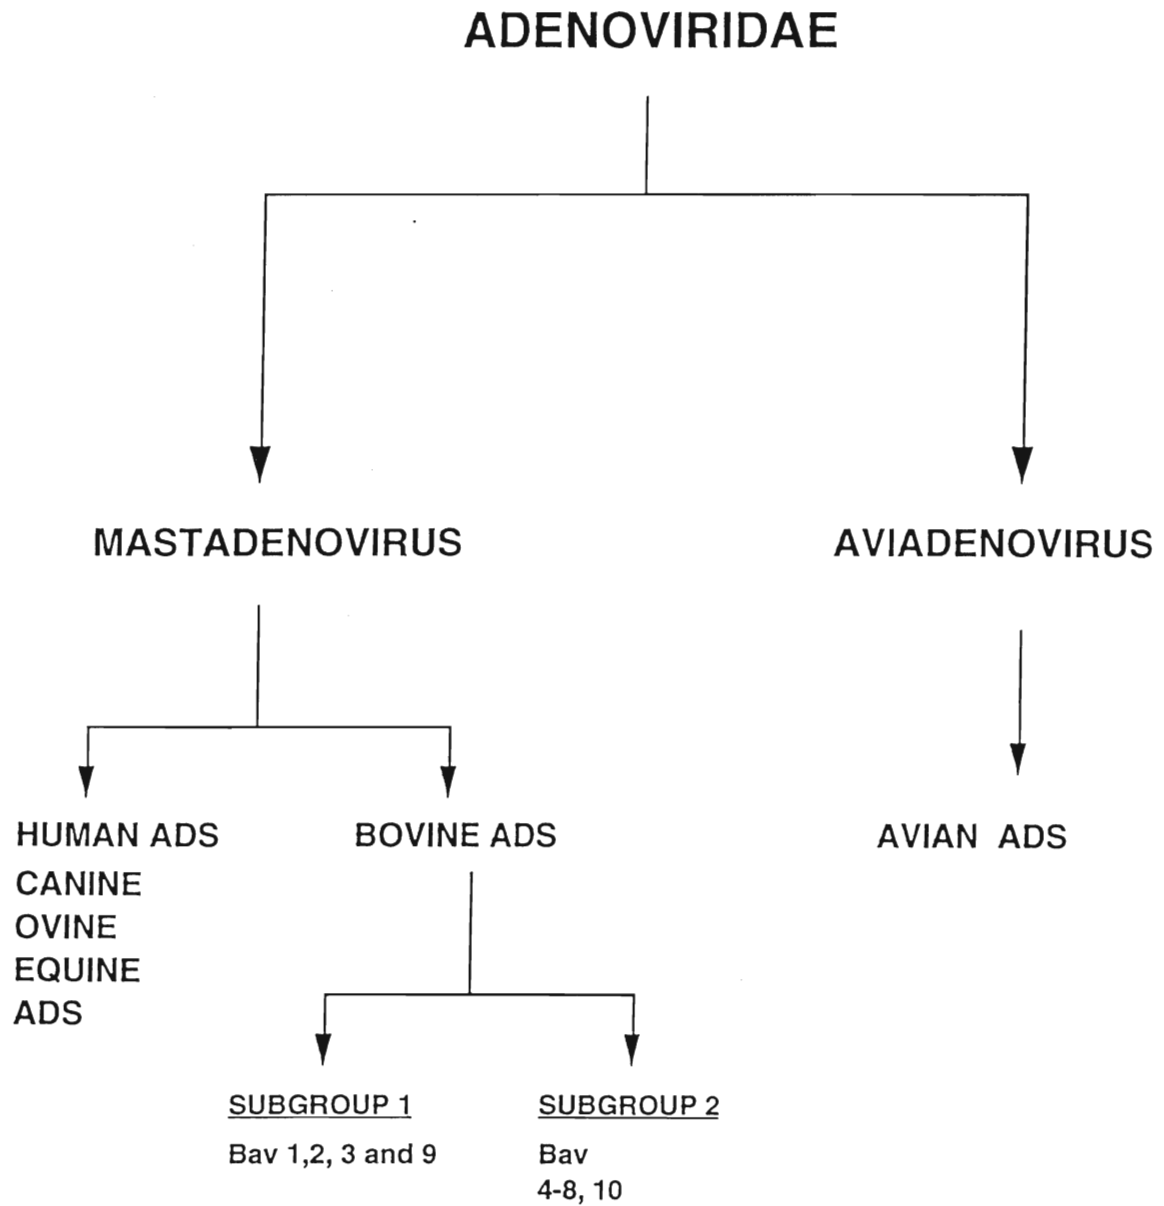 ADENOVIRIDAE
MASTADENOVIRUS
AVIADENOVIRUS
HUMAN ADS
CANINE
OVINE
EQUINE
ADS
BOVINE ADS
AVIAN ADS
SUBGROUP 1
Bav 1,2, 3 and 9
SUBGROUP 2
Bav
4-8, 10